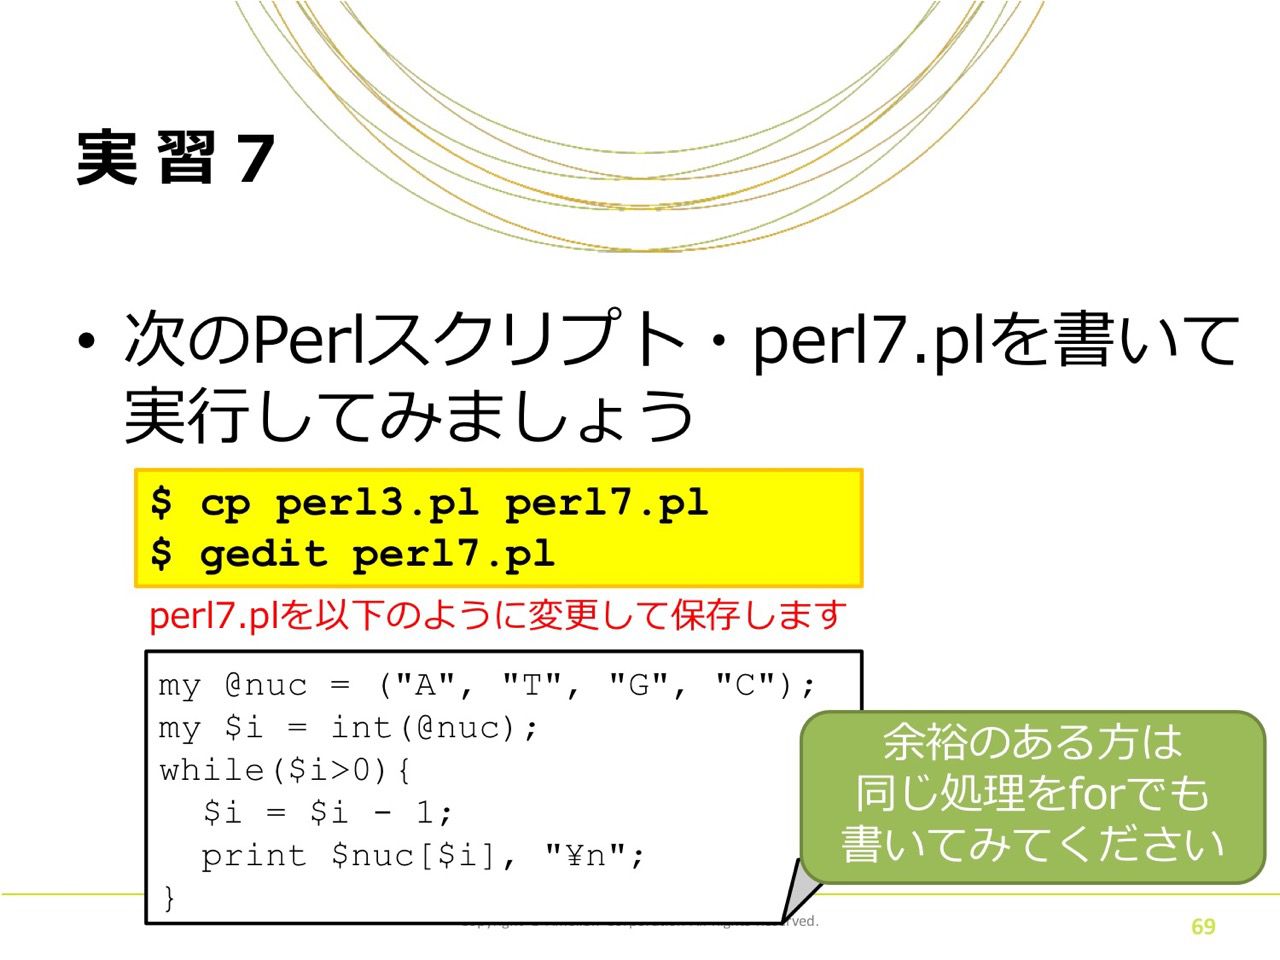 実習7
• 次のPerlスクリプト・perl7.plを書いて
実行してみましょう
$ cp perl3.pl perl7.pl
$ gedit perl7.pl
perl7.plを以下のように変更して保存します
my @nuc = ("A", "T", "G", "C");
my $i = int(@nuc);
while($i>0){
  $i = $i - 1;
  print $nuc[$i], "¥n";
}
余裕のある方は
同じ処理をforでも
書いてみてください
69